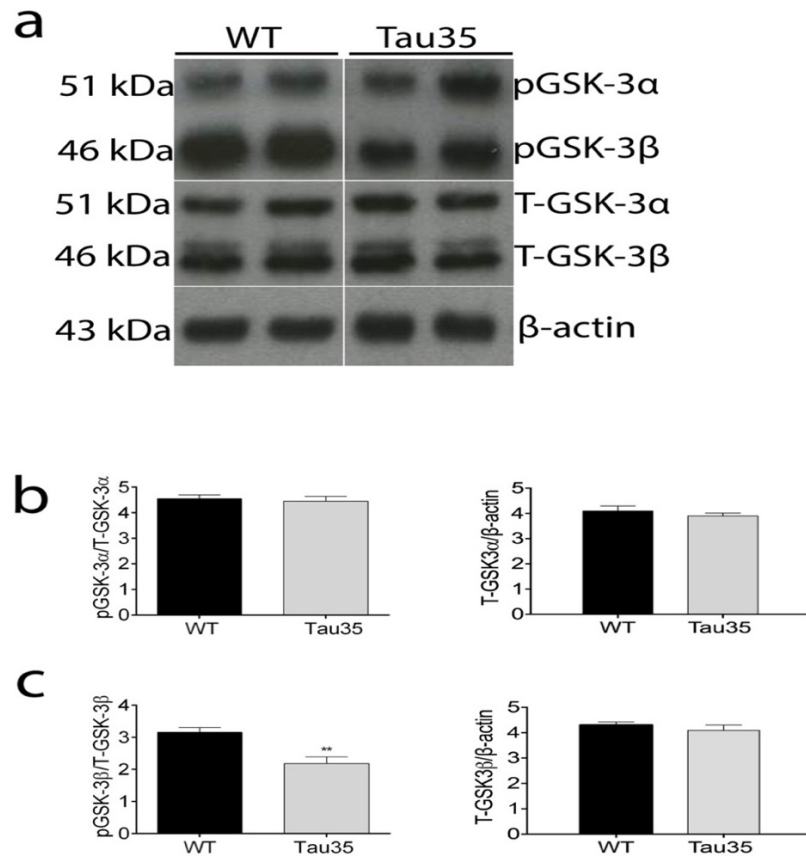 a
WT Tau35
51 kDa pGSK-3α
46 kDa pGSK-3β
51 kDa T-GSK-3α
46 kDa T-GSK-3β
43 kDa β-actin
b
pGSK-3α/T-GSK-3α
5
4
3
2
1
0
WT Tau35
T-GSK3α/β-actin
5
4
3
2
1
0
WT Tau35
c
pGSK-3β/T-GSK-3β
4
3
2
1
0
**
WT Tau35
T-GSK3β/β-actin
5
4
3
2
1
0
WT Tau35